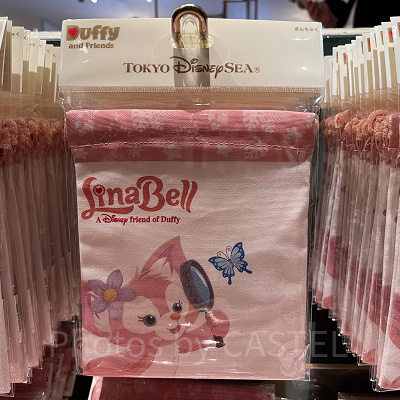 Duffy
and Friends
きんちゃく
TOKYO DISNEYSEA®
LinaBell
A Disney friend of Duffy
Photos by CASTEL